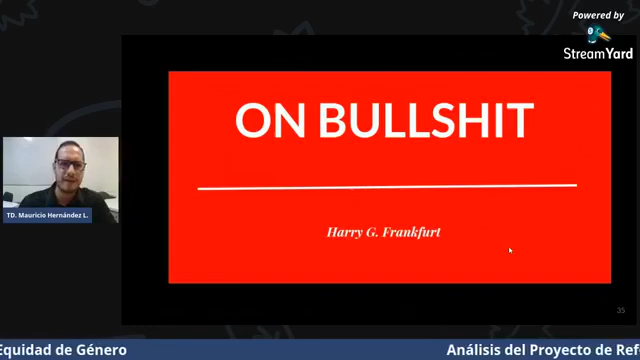 Powered by
StreamYard
ON BULLSHIT
Harry G. Frankfurt
TD. Mauricio Hernández L.
35
Equidad de Género
Análisis del Proyecto de Ref